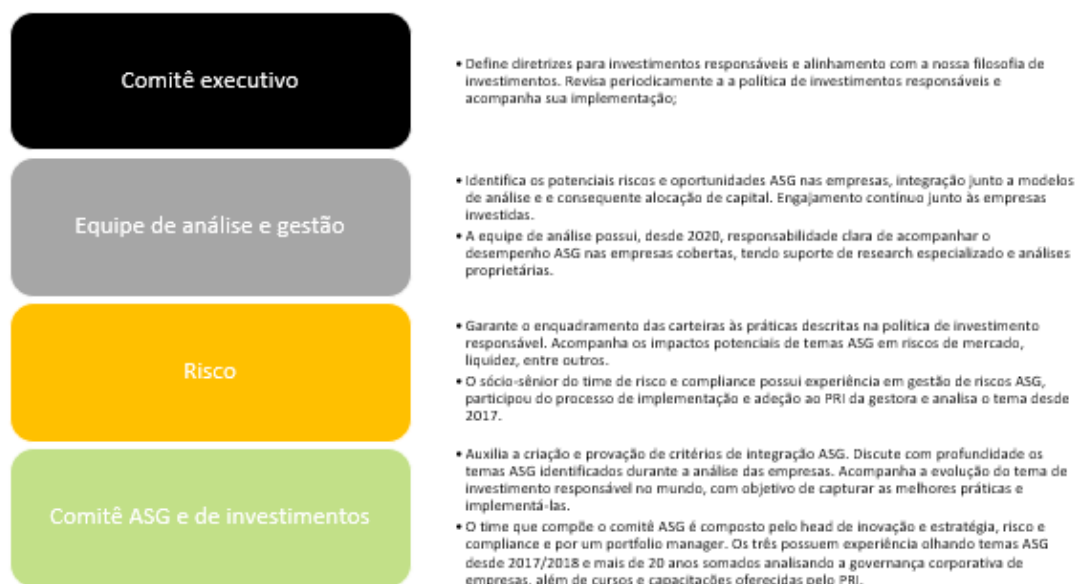 Comitê executivo
• Define diretrizes para investimentos responsáveis e alinhamento com a nossa filosofia de
investimentos. Revisa periodicamente a a política de investimentos responsáveis e
acompanha sua implementação;
Equipe de análise e gestão
• Identifica os potenciais riscos e oportunidades ASG nas empresas, integração junto a modelos
de análise e e consequente alocação de capital. Engajamento contínuo junto às empresas
investidas.
• A equipe de análise possui, desde 2020, responsabilidade clara de acompanhar o
desempenho ASG nas empresas cobertas, tendo suporte de research especializado e análises
proprietárias.
Risco
• Garante o enquadramento das carteiras às práticas descritas na política de investimento
responsável. Acompanha os impactos potenciais de temas ASG em riscos de mercado,
liquidez, entre outros.
• O sócio-sênior do time de risco e compliance possui experiência em gestão de riscos ASG,
participou do processo de implementação e adeção ao PRI da gestora e analisa o tema desde
2017.
Comitê ASG e de investimentos
• Auxilia a criação e provação de critérios de integração ASG. Discute com profundidade os
temas ASG identificados durante a análise das empresas. Acompanha a evolução do tema de
investimento responsável no mundo, com objetivo de capturar as melhores práticas e
implementá-las.
• O time que compõe o comitê ASG é composto pelo head de inovação e estratégia, risco e
compliance e por um portfolio manager. Os três possuem experiência olhando temas ASG
desde 2017/2018 e mais de 20 anos somados analisando a governança corporativa de
empresas, além de cursos e capacitações oferecidas pelo PRI.